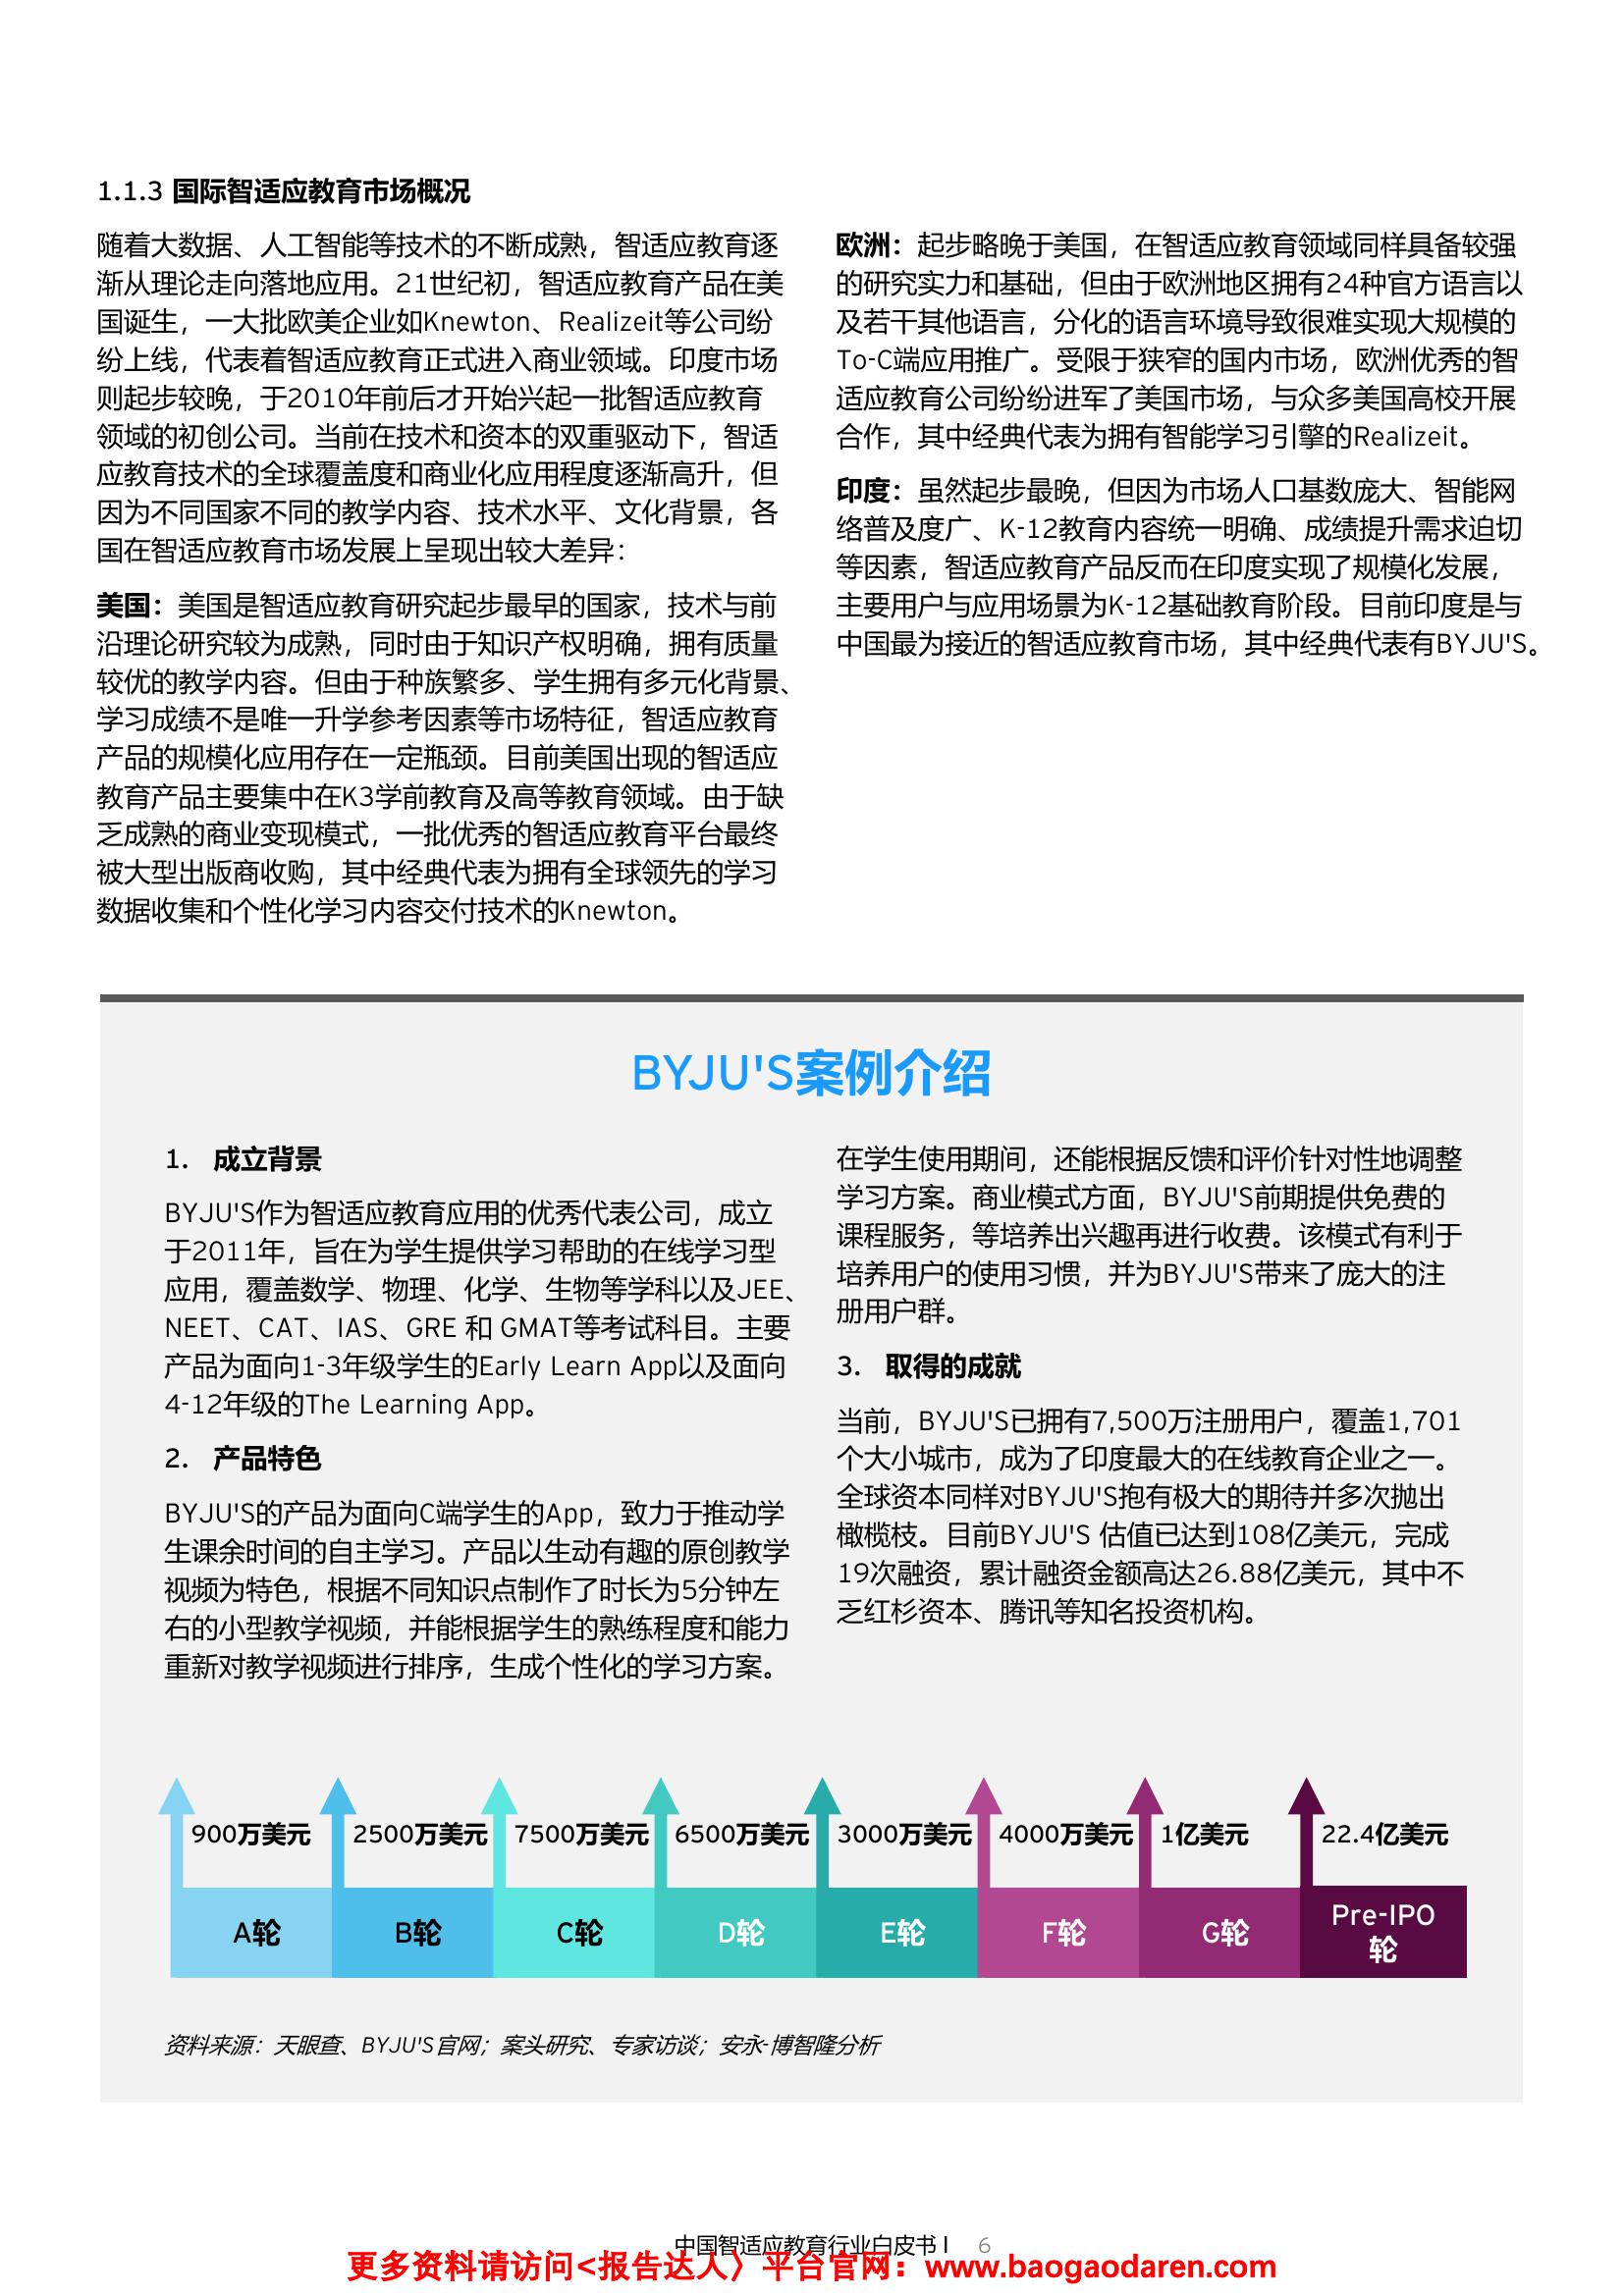 1.1.3 国际智适应教育市场概况
随着大数据、人工智能等技术的不断成熟，智适应教育逐
渐从理论走向落地应用。21世纪初，智适应教育产品在美
国诞生，一大批欧美企业如Knewton、Realizeit等公司纷
纷上线，代表着智适应教育正式进入商业领域。印度市场
则起步较晚，于2010年前后才开始兴起一批智适应教育
领域的初创公司。当前在技术和资本的双重驱动下，智适
应教育技术的全球覆盖度和商业化应用程度逐渐高升，但
因为不同国家不同的教学内容、技术水平、文化背景，各
国在智适应教育市场发展上呈现出较大差异：
美国：美国是智适应教育研究起步最早的国家，技术与前
沿理论研究较为成熟，同时由于知识产权明确，拥有质量
较优的教学内容。但由于种族繁多、学生拥有多元化背景、
学习成绩不是唯一升学参考因素等市场特征，智适应教育
产品的规模化应用存在一定瓶颈。目前美国出现的智适应
教育产品主要集中在K3学前教育及高等教育领域。由于缺
乏成熟的商业变现模式，一批优秀的智适应教育平台最终
被大型出版商收购，其中经典代表为拥有全球领先的学习
数据收集和个性化学习内容交付技术的Knewton。
欧洲：起步略晚于美国，在智适应教育领域同样具备较强
的研究实力和基础，但由于欧洲地区拥有24种官方语言以
及若干其他语言，分化的语言环境导致很难实现大规模的
To-C端应用推广。受限于狭窄的国内市场，欧洲优秀的智
适应教育公司纷纷进军了美国市场，与众多美国高校开展
合作，其中经典代表为拥有智能学习引擎的Realizeit。
印度：虽然起步最晚，但因为市场人口基数庞大、智能网
络普及度广、K-12教育内容统一明确、成绩提升需求迫切
等因素，智适应教育产品反而在印度实现了规模化发展，
主要用户与应用场景为K-12基础教育阶段。目前印度是与
中国最为接近的智适应教育市场，其中经典代表有BYJU'S。
BYJU'S案例介绍
1. 成立背景
BYJU'S作为智适应教育应用的优秀代表公司，成立
于2011年，旨在为学生提供学习帮助的在线学习型
应用，覆盖数学、物理、化学、生物等学科以及JEE、
NEET、CAT、IAS、GRE 和 GMAT等考试科目。主要
产品为面向1-3年级学生的Early Learn App以及面向
4-12年级的The Learning App。
2. 产品特色
BYJU'S的产品为面向C端学生的App，致力于推动学
生课余时间的自主学习。产品以生动有趣的原创教学
视频为特色，根据不同知识点制作了时长为5分钟左
右的小型教学视频，并能根据学生的熟练程度和能力
重新对教学视频进行排序，生成个性化的学习方案。
在学生使用期间，还能根据反馈和评价针对性地调整
学习方案。商业模式方面，BYJU'S前期提供免费的
课程服务，等培养出兴趣再进行收费。该模式有利于
培养用户的使用习惯，并为BYJU'S带来了庞大的注
册用户群。
3. 取得的成就
当前，BYJU'S已拥有7,500万注册用户，覆盖1,701
个大小城市，成为了印度最大的在线教育企业之一。
全球资本同样对BYJU'S抱有极大的期待并多次抛出
橄榄枝。目前BYJU'S 估值已达到108亿美元，完成
19次融资，累计融资金额高达26.88亿美元，其中不
乏红杉资本、腾讯等知名投资机构。
900万美元 2500万美元 7500万美元 6500万美元 3000万美元 4000万美元 1亿美元 22.4亿美元
A轮 B轮 C轮 D轮 E轮 F轮 G轮 Pre-IPO
轮
资料来源：天眼查、BYJU'S官网；案头研究、专家访谈；安永-博智隆分析
中国智适应教育行业白皮书 I 6
更多资料请访问<报告达人〉平台官网：www.baogaodaren.com